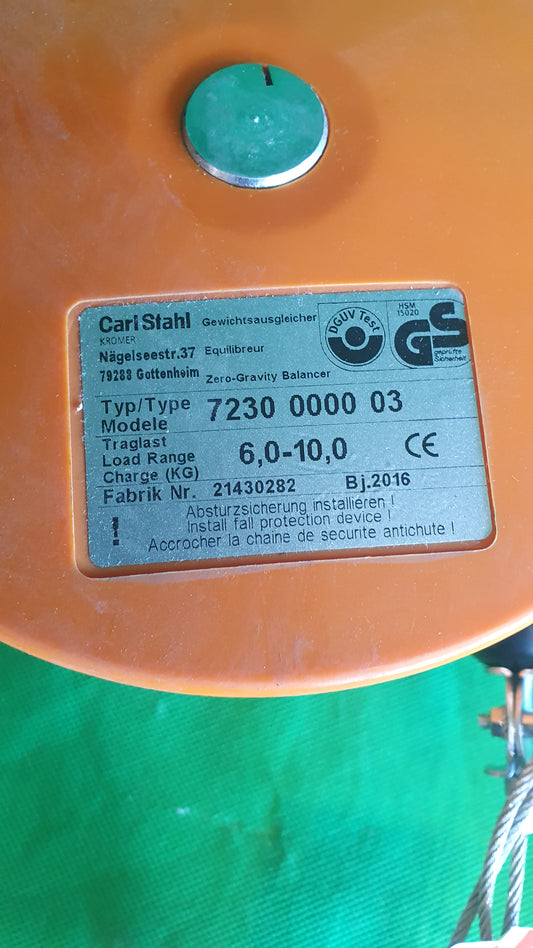 Carl Stahl
KROMER
Nägelseestr.37
79288 Gottenheim
Gewichtsausgleicher
Equilibreur
Zero-Gravity Balancer
DGUV Test
HSM
15020
GS
geprüfte
Sicherheit
Typ/Type
Modele
7230 0000 03
Traglast
Load Range
Charge (KG)
6,0-10,0
CE
Fabrik Nr. 21430282 Bj.2016
!
Absturzsicherung installieren !
Install fall protection device !
Accrocher la chaine de securite antichute !